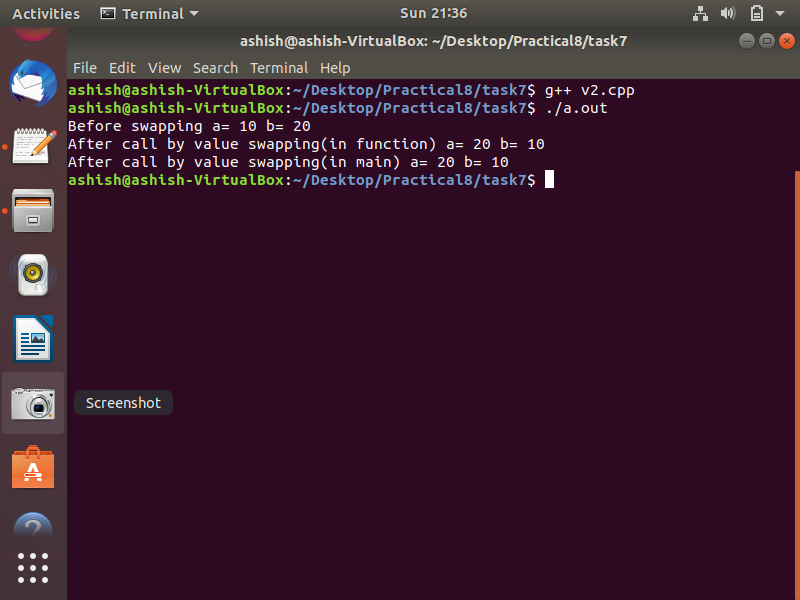 Activities Terminal Sun 21:36
ashish@ashish-VirtualBox: ~/Desktop/Practical8/task7
File Edit View Search Terminal Help
ashish@ashish-VirtualBox:~/Desktop/Practical8/task7$ g++ v2.cpp
ashish@ashish-VirtualBox:~/Desktop/Practical8/task7$ ./a.out
Before swapping a= 10 b= 20
After call by value swapping(in function) a= 20 b= 10
After call by value swapping(in main) a= 20 b= 10
ashish@ashish-VirtualBox:~/Desktop/Practical8/task7$
Screenshot